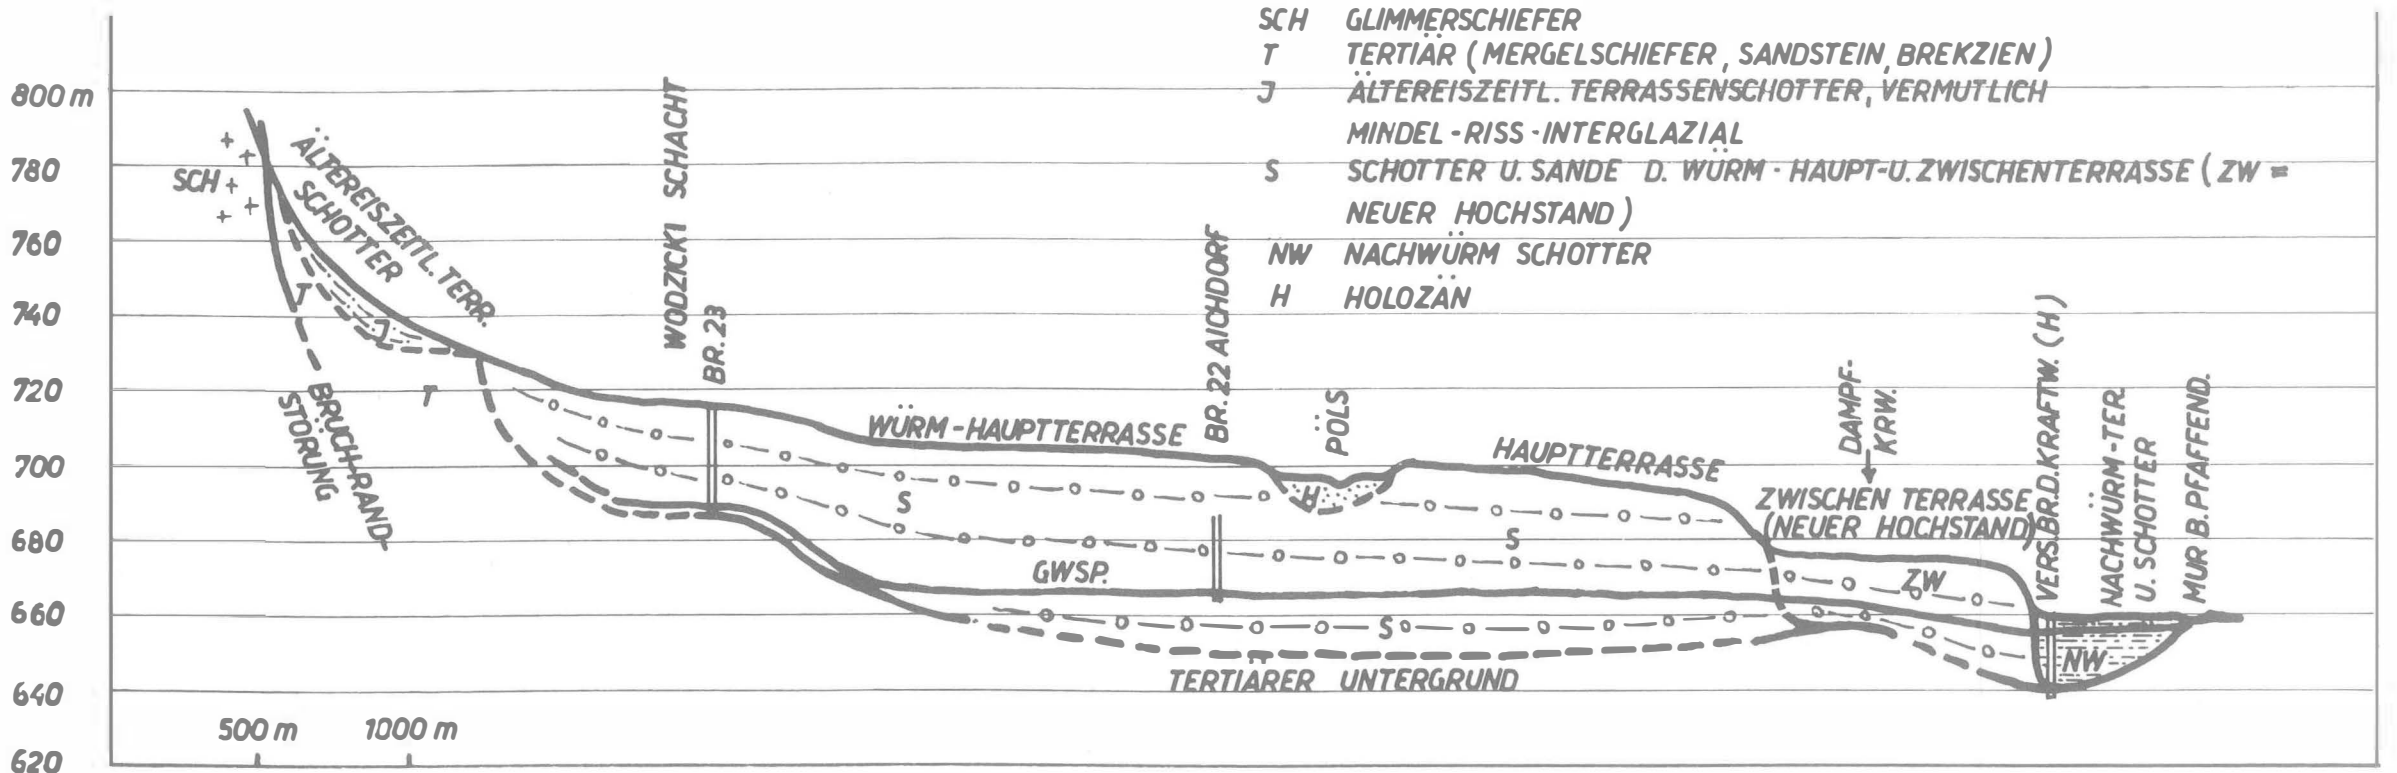 SCH GLIMMERSCHIEFER
T TERTIÄR (MERGELSCHIEFER, SANDSTEIN, BREKZIEN)
J ÄLTEREISZEITL. TERRASSENSCHOTTER, VERMUTLICH
MINDEL-RISS-INTERGLAZIAL
S SCHOTTER U. SANDE D. WÜRM-HAUPT-U. ZWISCHENTERRASSE (ZW =
NEUER HOCHSTAND)
NW NACHWÜRM SCHOTTER
H HOLOZÄN
800 m
780
760
740
720
700
680
660
640
620
500 m
1000 m
SCH
ÄLTEREISZEITL. TERR.
SCHOTTER
T
J
T
BRUCH-RAND-
STÖRUNG
WODZICKI SCHACHT
BR. 23
WÜRM-HAUPTTERRASSE
S
BR. 22 AICHDORF
GWSP.
PÖLS
H
HAUPTTERRASSE
S
S
TERTIÄRER UNTERGRUND
DAMPF-
KRW.
ZWISCHEN TERRASSE
(NEUER HOCHSTAND)
ZW
VERS.BR.D.KRAFTW. (H)
NACHWÜRM-TER.
U. SCHOTTER
MUR B. PFAFFEND.
NW